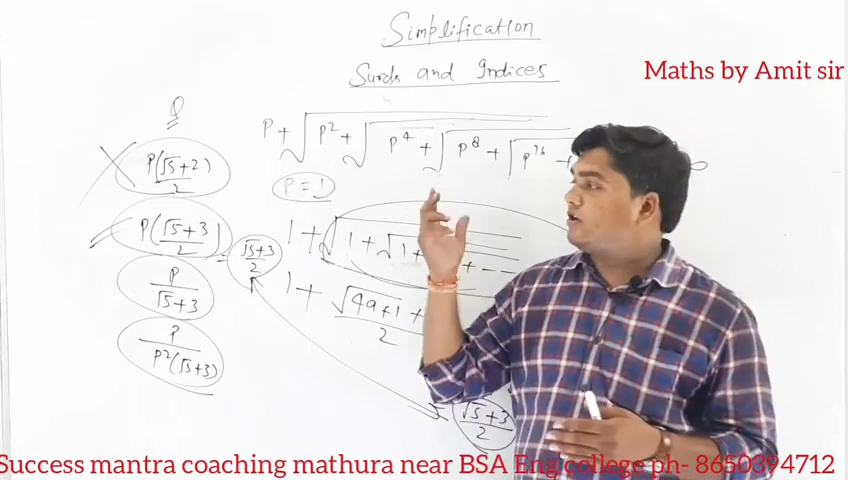 Simplification
Surds and Indices
Maths by Amit sir
Q
P + √P² + √P⁴ + √P⁸ + √P¹⁶ +
P = 1
P(√5+2)/2
P(√5+3/2)
= √5+3/2
P/√5+3
P/P²(√5+3)
1 + √1 + √1 + --
1 + √4a+1 + /2
√5+3/2
Success mantra coaching mathura near BSA Eng college ph- 8650394712